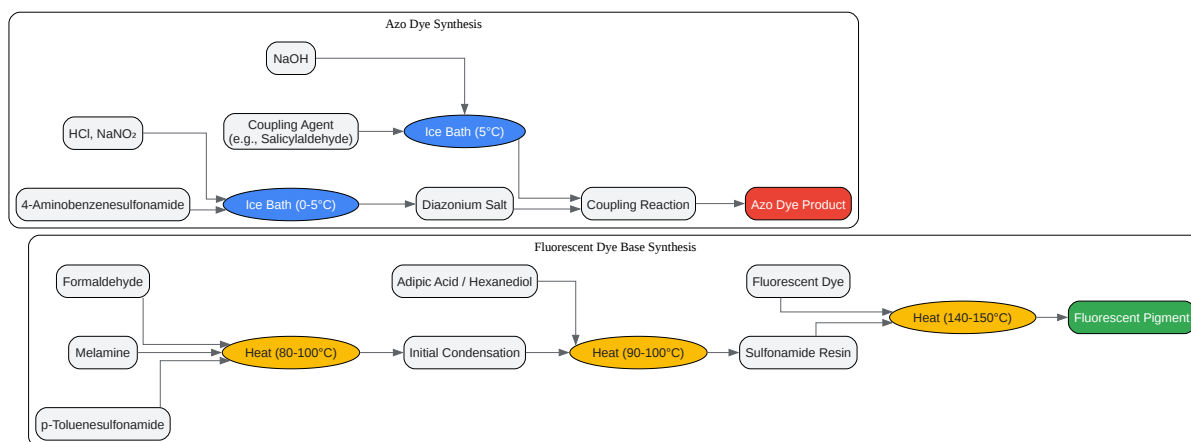 Azo Dye Synthesis
NaOH
Coupling Agent
(e.g., Salicylaldehyde)
Ice Bath (5°C)
HCl, NaNO₂
4-Aminobenzenesulfonamide
Ice Bath (0-5°C)
Diazonium Salt
Coupling Reaction
Azo Dye Product
Fluorescent Dye Base Synthesis
Formaldehyde
Adipic Acid / Hexanediol
Fluorescent Dye
Heat (140-150°C)
Fluorescent Pigment
Melamine
Heat (80-100°C)
Initial Condensation
Heat (90-100°C)
Sulfonamide Resin
p-Toluenesulfonamide